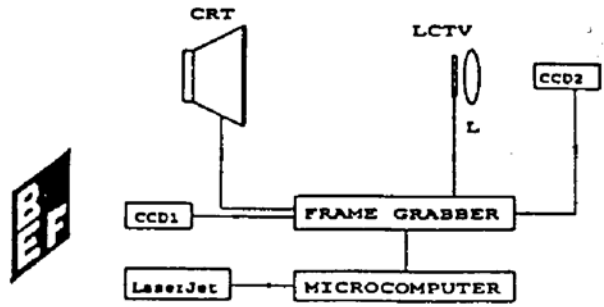 CRT
LCTV
CCD2
L
B
E F
CCD1
FRAME GRABBER
LaserJet
MICROCOMPUTER